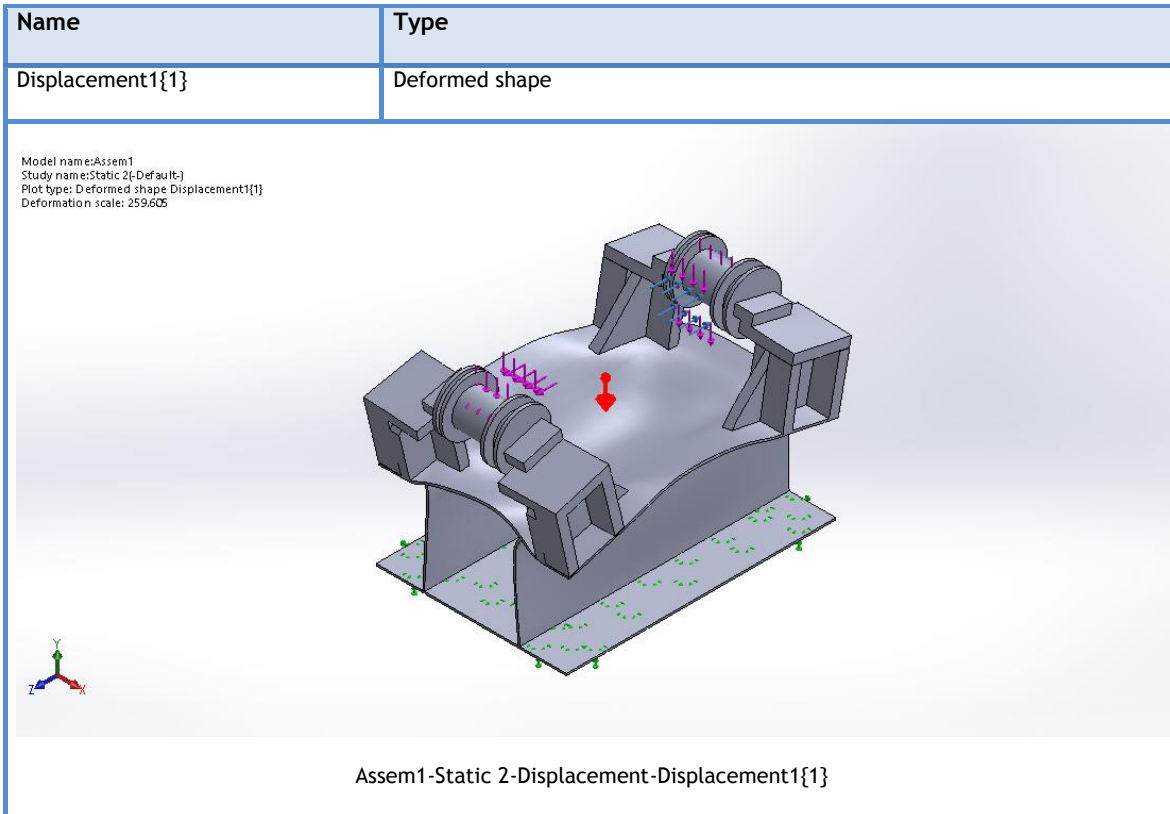 Name Type
Displacement1{1} Deformed shape
Model name:Assem1
Study name:Static 2(-Default-)
Plot type: Deformed shape Displacement1{1}
Deformation scale: 259.605
Y
Z X
Assem1-Static 2-Displacement-Displacement1{1}